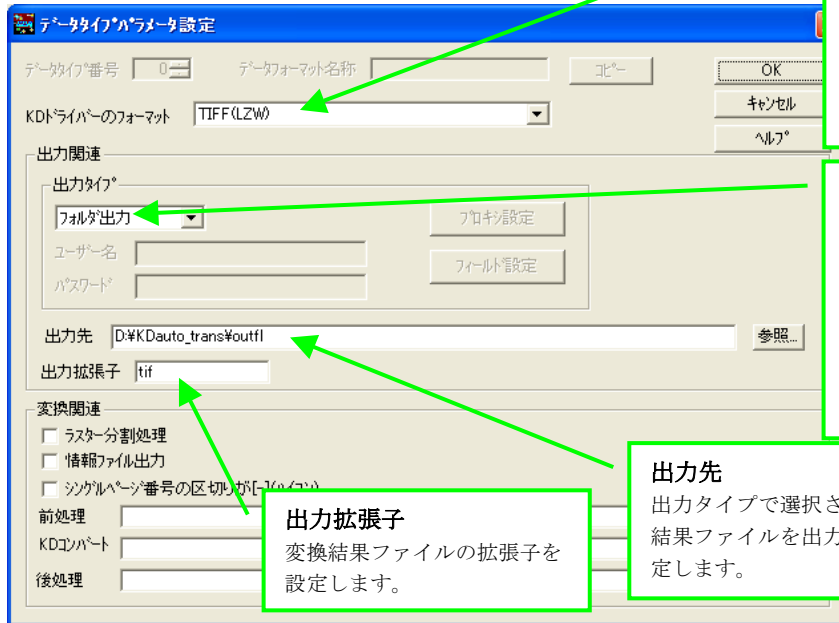 データタイプパラメータ設定
データタイプ番号 0 データフォーマット名称 コピー OK
KDドライバーのフォーマット TIFF(LZW) キャンセル
ヘルプ
出力関連
出力タイプ
フォルダ出力 プロキシ設定
ユーザー名
フィールド設定
パスワード
出力先 D:¥KDauto_trans¥outfl 参照...
出力拡張子 tif
変換関連
ラスター分割処理
情報ファイル出力
シングルページ番号の区切りが[-](ハイフン)
前処理
KDコンバート
後処理
出力拡張子
変換結果ファイルの拡張子を
設定します。
出力先
出力タイプで選択さ
結果ファイルを出力
定します。